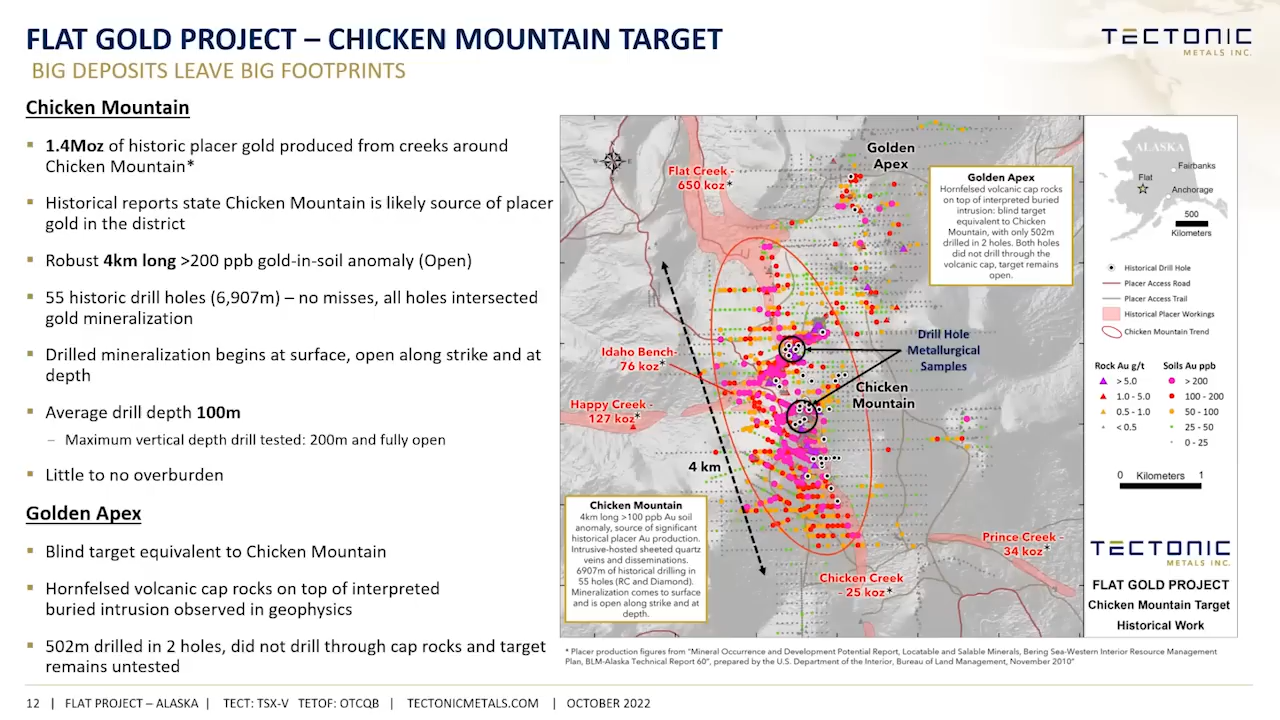 FLAT GOLD PROJECT – CHICKEN MOUNTAIN TARGET
BIG DEPOSITS LEAVE BIG FOOTPRINTS
TECTONIC
METALS INC.
Chicken Mountain
▪ 1.4Moz of historic placer gold produced from creeks around
Chicken Mountain*
▪ Historical reports state Chicken Mountain is likely source of placer
gold in the district
▪ Robust 4km long >200 ppb gold-in-soil anomaly (Open)
▪ 55 historic drill holes (6,907m) – no misses, all holes intersected
gold mineralization
▪ Drilled mineralization begins at surface, open along strike and at
depth
▪ Average drill depth 100m
– Maximum vertical depth drill tested: 200m and fully open
▪ Little to no overburden
Golden Apex
▪ Blind target equivalent to Chicken Mountain
▪ Hornfelsed volcanic cap rocks on top of interpreted
buried intrusion observed in geophysics
▪ 502m drilled in 2 holes, did not drill through cap rocks and target
remains untested
Golden
Apex
Flat Creek -
650 koz*
Golden Apex
Hornfelsed volcanic cap rocks
on top of interpreted buried
intrusion: blind target
equivalent to Chicken
Mountain, with only 502m
drilled in 2 holes. Both holes
did not drill through the
volcanic cap, target remains
open.
Idaho Bench-
76 koz*
Drill Hole
Metallurgical
Samples
Happy Creek -
127 koz*
Chicken
Mountain
4 km
Chicken Mountain
4km long >100 ppb Au soil
anomaly, source of significant
historical placer Au production.
Intrusive-hosted sheeted quartz
veins and disseminations.
6907m of historical drilling in
55 holes (RC and Diamond).
Mineralization comes to surface
and is open along strike and at
depth.
Prince Creek -
34 koz*
Chicken Creek
- 25 koz*
ALASKA
Fairbanks
Flat
Anchorage
500
Kilometers
Historical Drill Hole
Placer Access Road
Placer Access Trail
Historical Placer Workings
Chicken Mountain Trend
Rock Au g/t Soils Au ppb
> 5.0 > 200
1.0 - 5.0 100 - 200
0.5 - 1.0 50 - 100
< 0.5 25 - 50
0 - 25
0 Kilometers 1
TECTONIC
METALS INC.
FLAT GOLD PROJECT
Chicken Mountain Target
Historical Work
* Placer production figures from "Mineral Occurrence and Development Potential Report, Locatable and Salable Minerals, Bering Sea-Western Interior Resource Management
Plan, BLM-Alaska Technical Report 60", prepared by the U.S. Department of the Interior, Bureau of Land Management, November 2010"
12 | FLAT PROJECT – ALASKA | TECT: TSX-V TETOF: OTCQB | TECTONICMETALS.COM | OCTOBER 2022